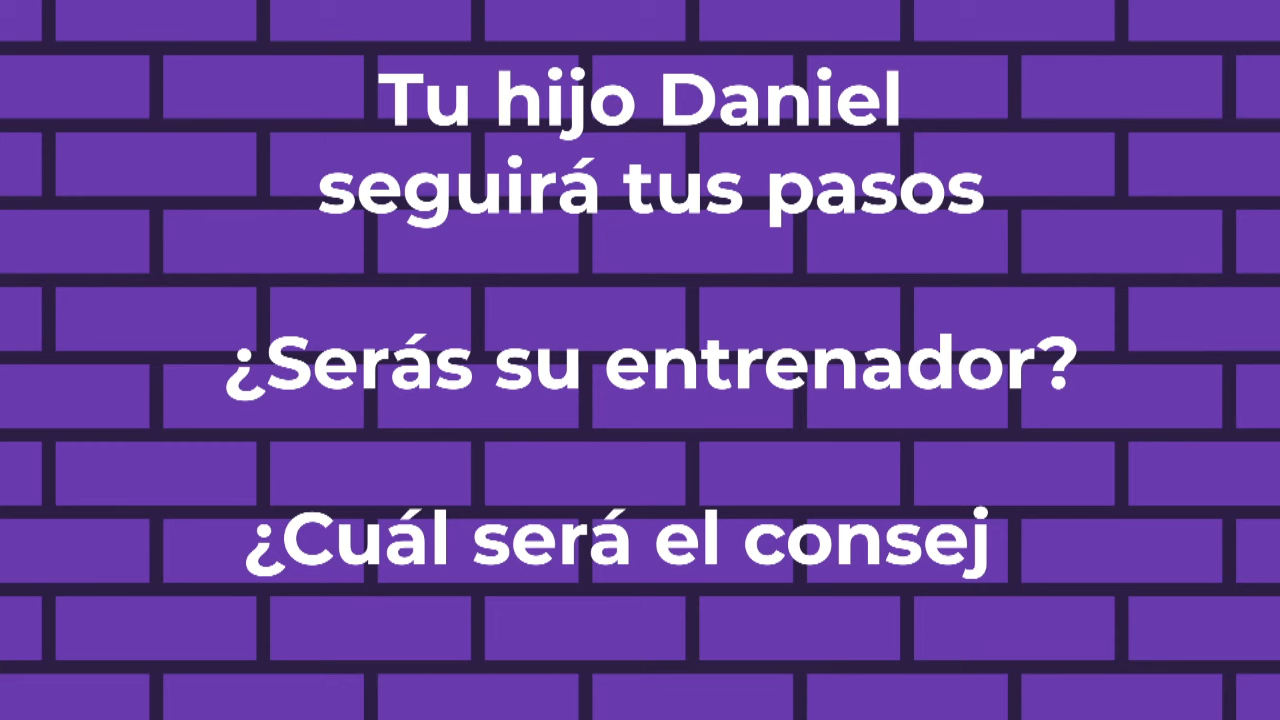 Tu hijo Daniel
seguirá tus pasos
¿Serás su entrenador?
¿Cuál será el consej